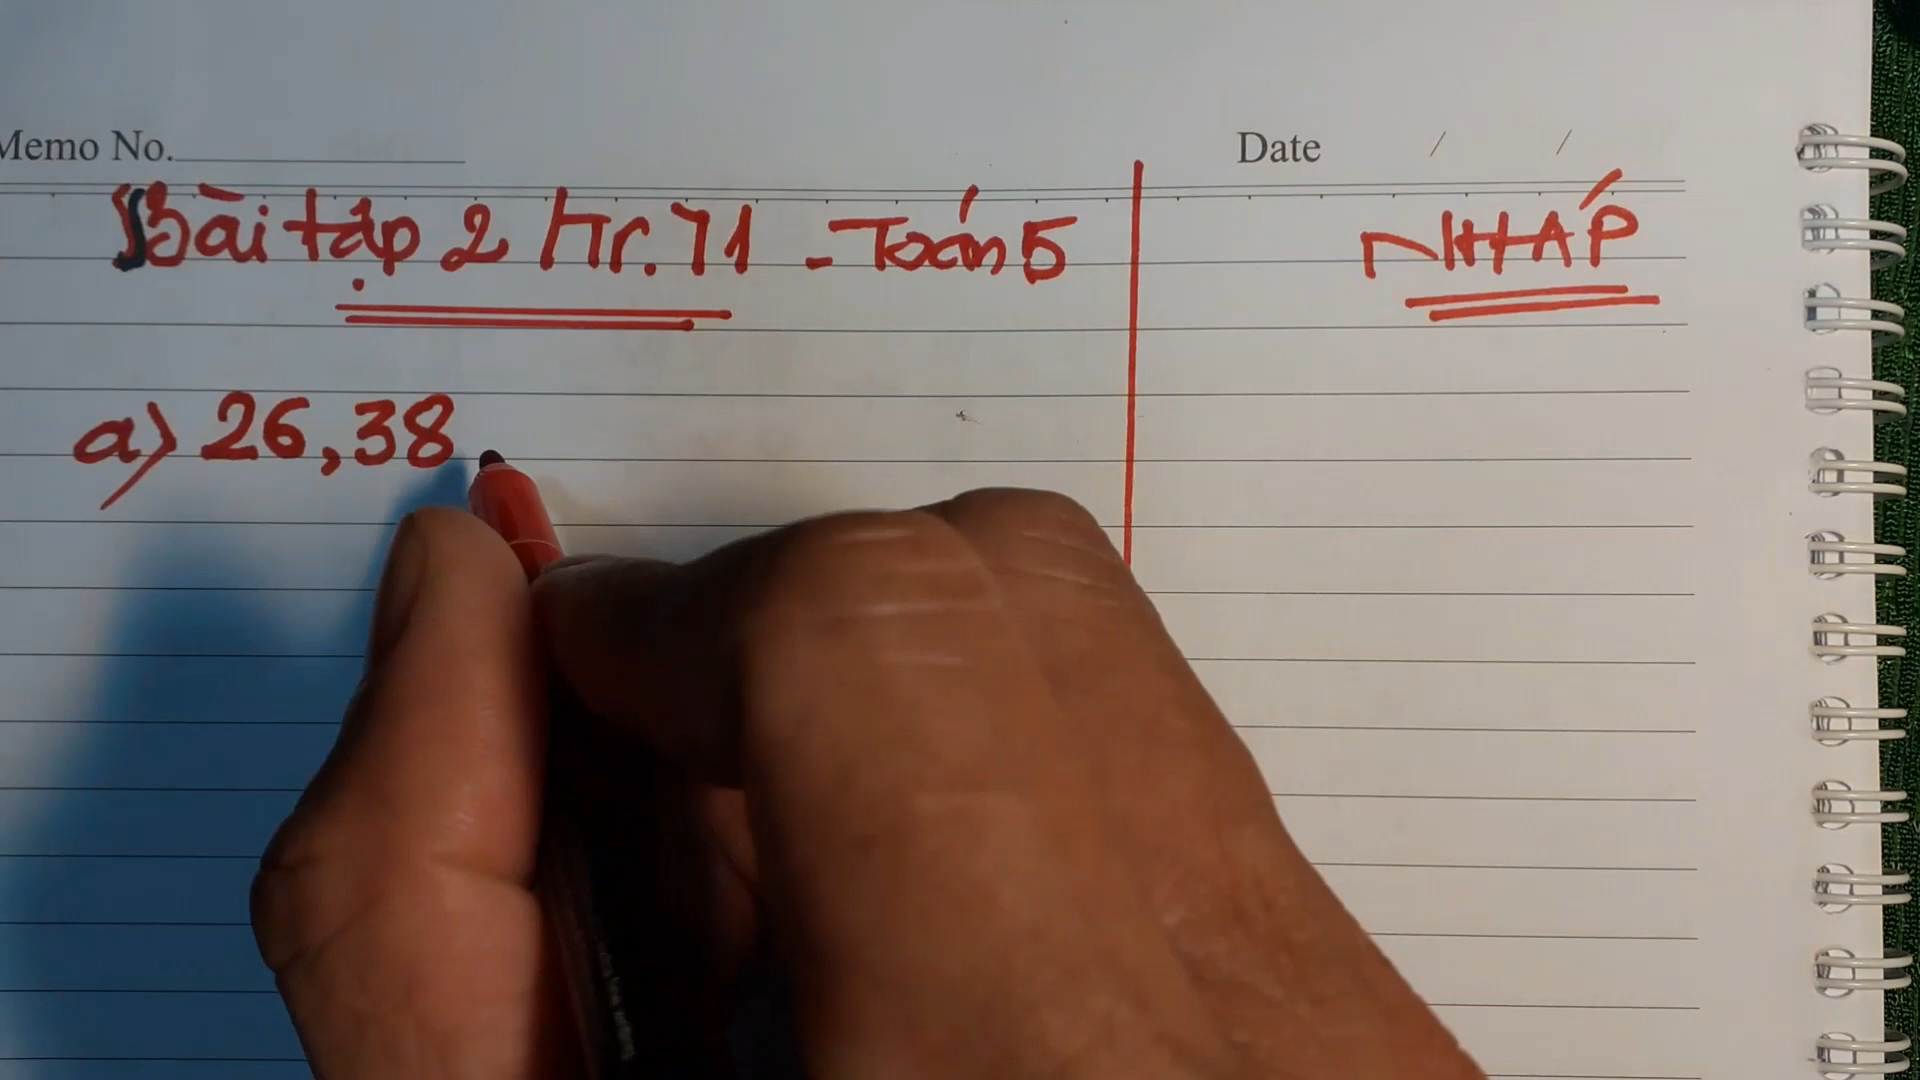 Memo No.
Date / /
Bài tập 2 /Tr.71 - Toán 5
NHÁP
a) 26,38